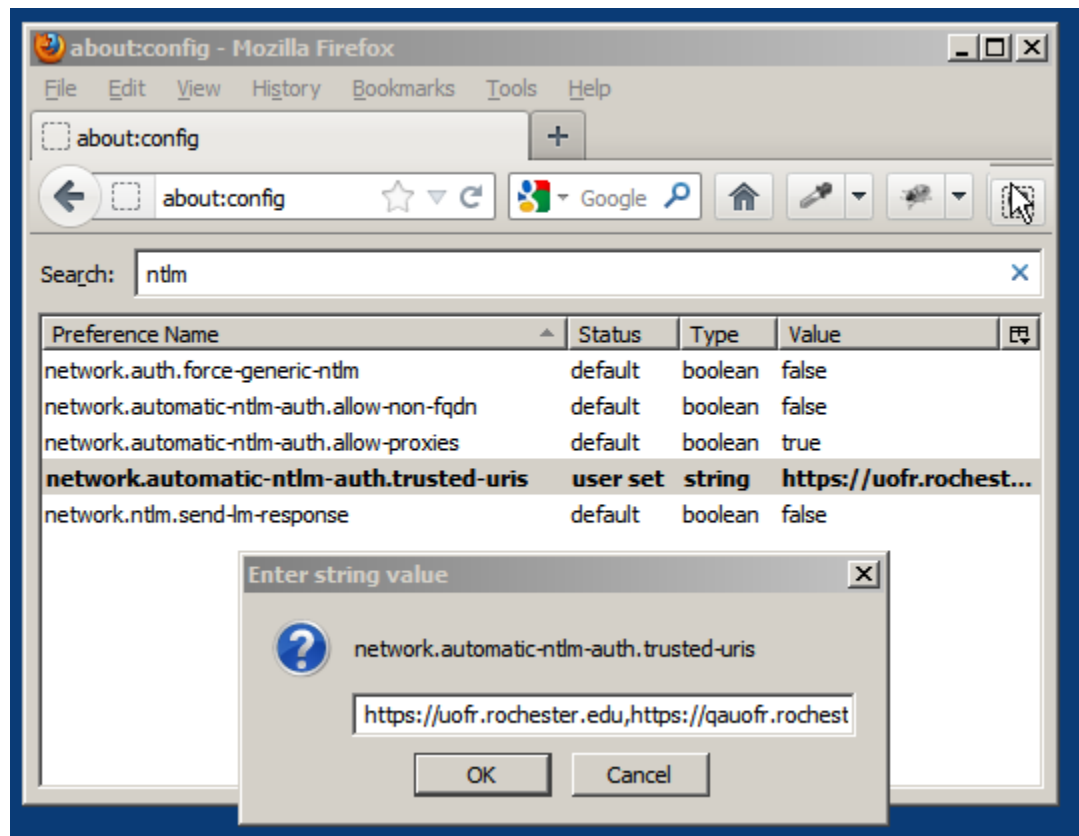 about:config - Mozilla Firefox
File Edit View History Bookmarks Tools Help
about:config +
about:config Google
Search: ntlm
Preference Name Status Type Value
network.auth.force-generic-ntlm default boolean false
network.automatic-ntlm-auth.allow-non-fqdn default boolean false
network.automatic-ntlm-auth.allow-proxies default boolean true
network.automatic-ntlm-auth.trusted-uris user set string https://uofr.rochest...
network.ntlm.send-lm-response default boolean false
Enter string value
network.automatic-ntlm-auth.trusted-uris
https://uofr.rochester.edu,https://qauofr.rochest
OK Cancel